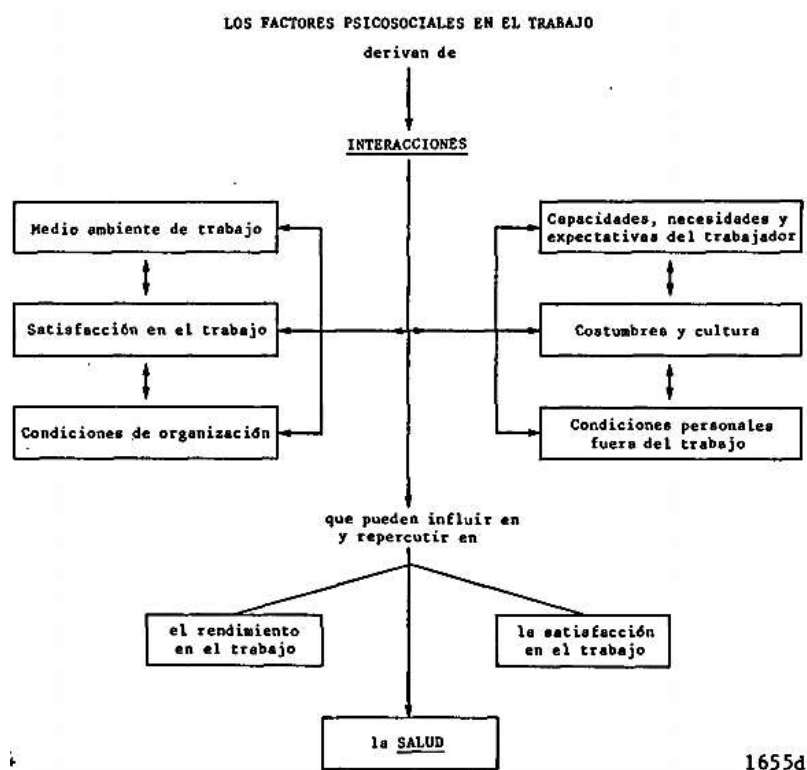 LOS FACTORES PSICOSOCIALES EN EL TRABAJO
derivan de
INTERACCIONES
Medio ambiente de trabajo
Capacidades, necesidades y
expectativas del trabajador
Satisfacción en el trabajo
Costumbres y cultura
Condiciones de organización
Condiciones personales
fuera del trabajo
que pueden influir en
y repercutir en
el rendimiento
en el trabajo
la satisfacción
en el trabajo
la SALUD
1655d